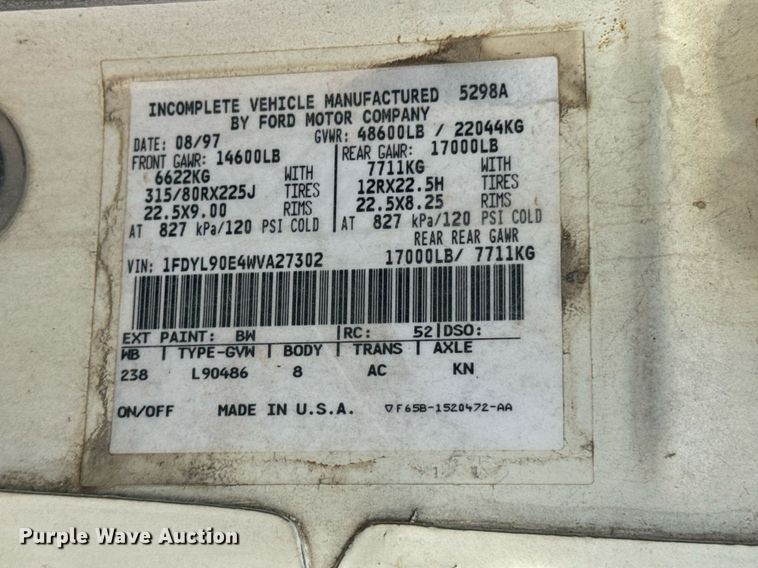 INCOMPLETE VEHICLE MANUFACTURED 5298A
BY FORD MOTOR COMPANY
DATE: 08/97 GVWR: 48600LB / 22044KG
FRONT GAWR: 14600LB REAR GAWR: 17000LB
6622KG WITH 7711KG WITH
315/80RX225J TIRES 12RX22.5H TIRES
22.5X9.00 RIMS 22.5X8.25 RIMS
AT 827 kPa/120 PSI COLD AT 827 kPa/120 PSI COLD
REAR REAR GAWR
VIN: 1FDYL90E4WVA27302 17000LB/ 7711KG
EXT PAINT: BW RC: 52 DSO:
WB TYPE-GVW BODY TRANS AXLE
238 L90486 8 AC KN
ON/OFF MADE IN U.S.A. ▽F65B-1520472-AA
Purple Wave Auction